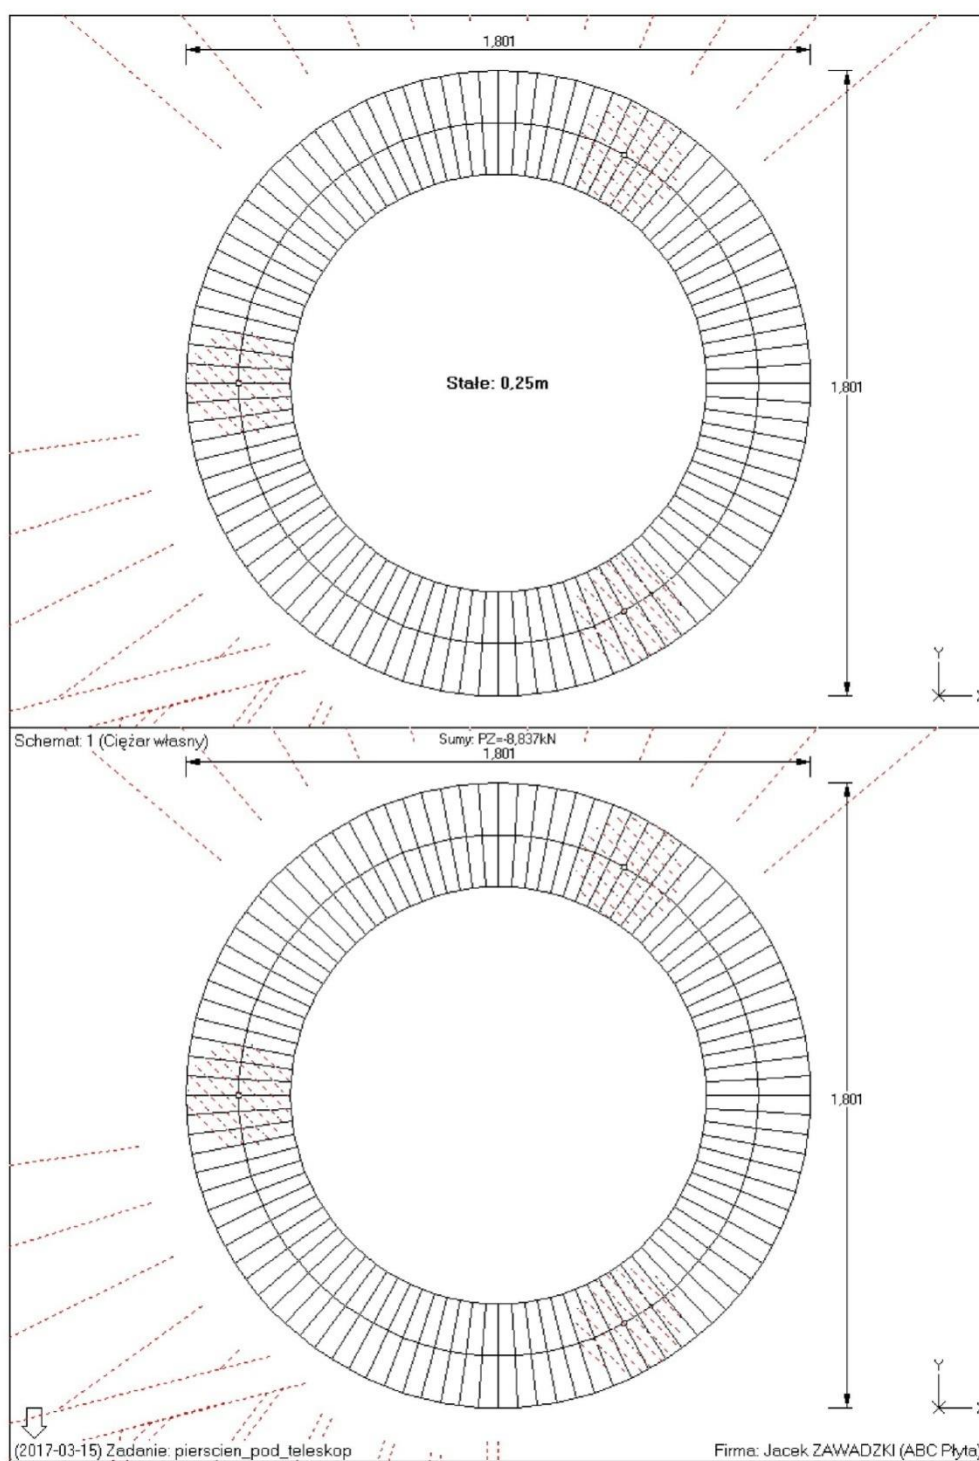 1,801
Stałe: 0,25m
1,801
Y
X
Schemat: 1 (Ciężar własny)
Sumy: PZ=-8,837kN
1,801
1,801
Y
X
(2017-03-15) Zadanie: pierscien_pod_teleskop
Firma: Jacek ZAWADZKI (ABC Płyta)